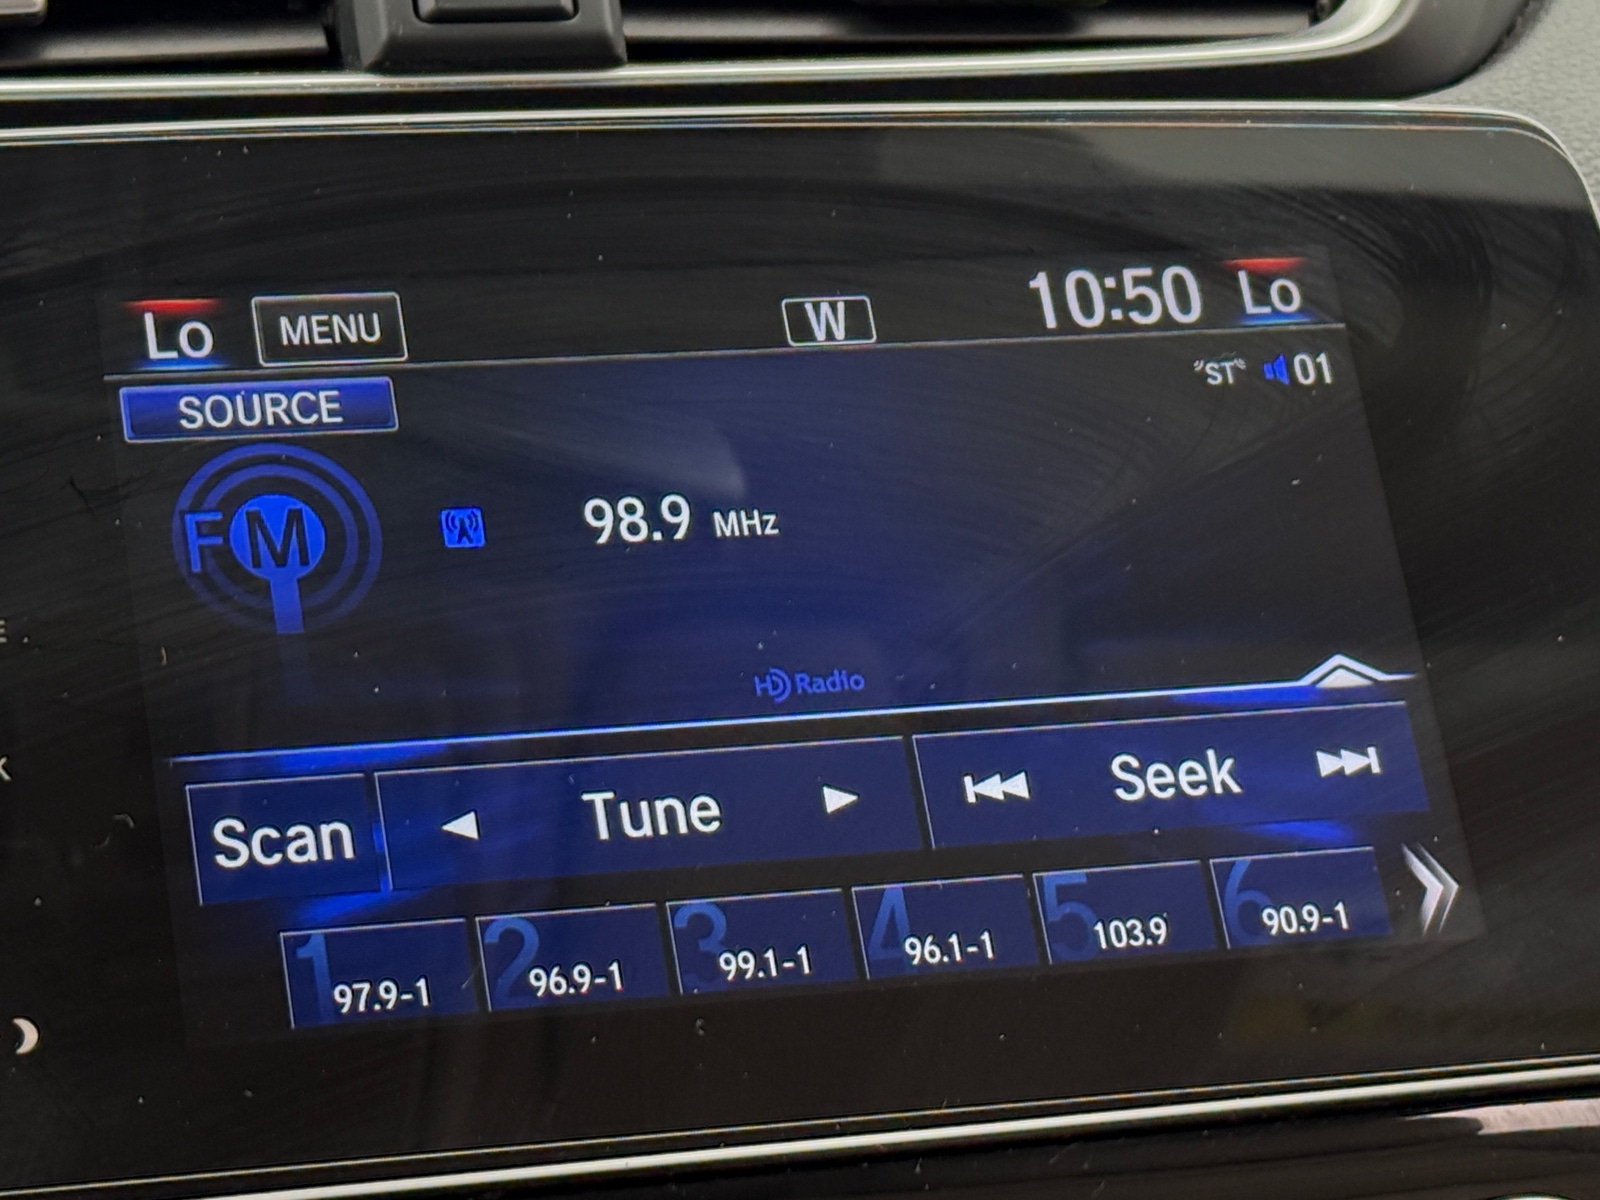 Lo MENU W 10:50 Lo
SOURCE "ST" 01
FM 98.9 MHz
HD Radio
Scan Tune Seek
1 97.9-1 2 96.9-1 3 99.1-1 4 96.1-1 5 103.9 6 90.9-1